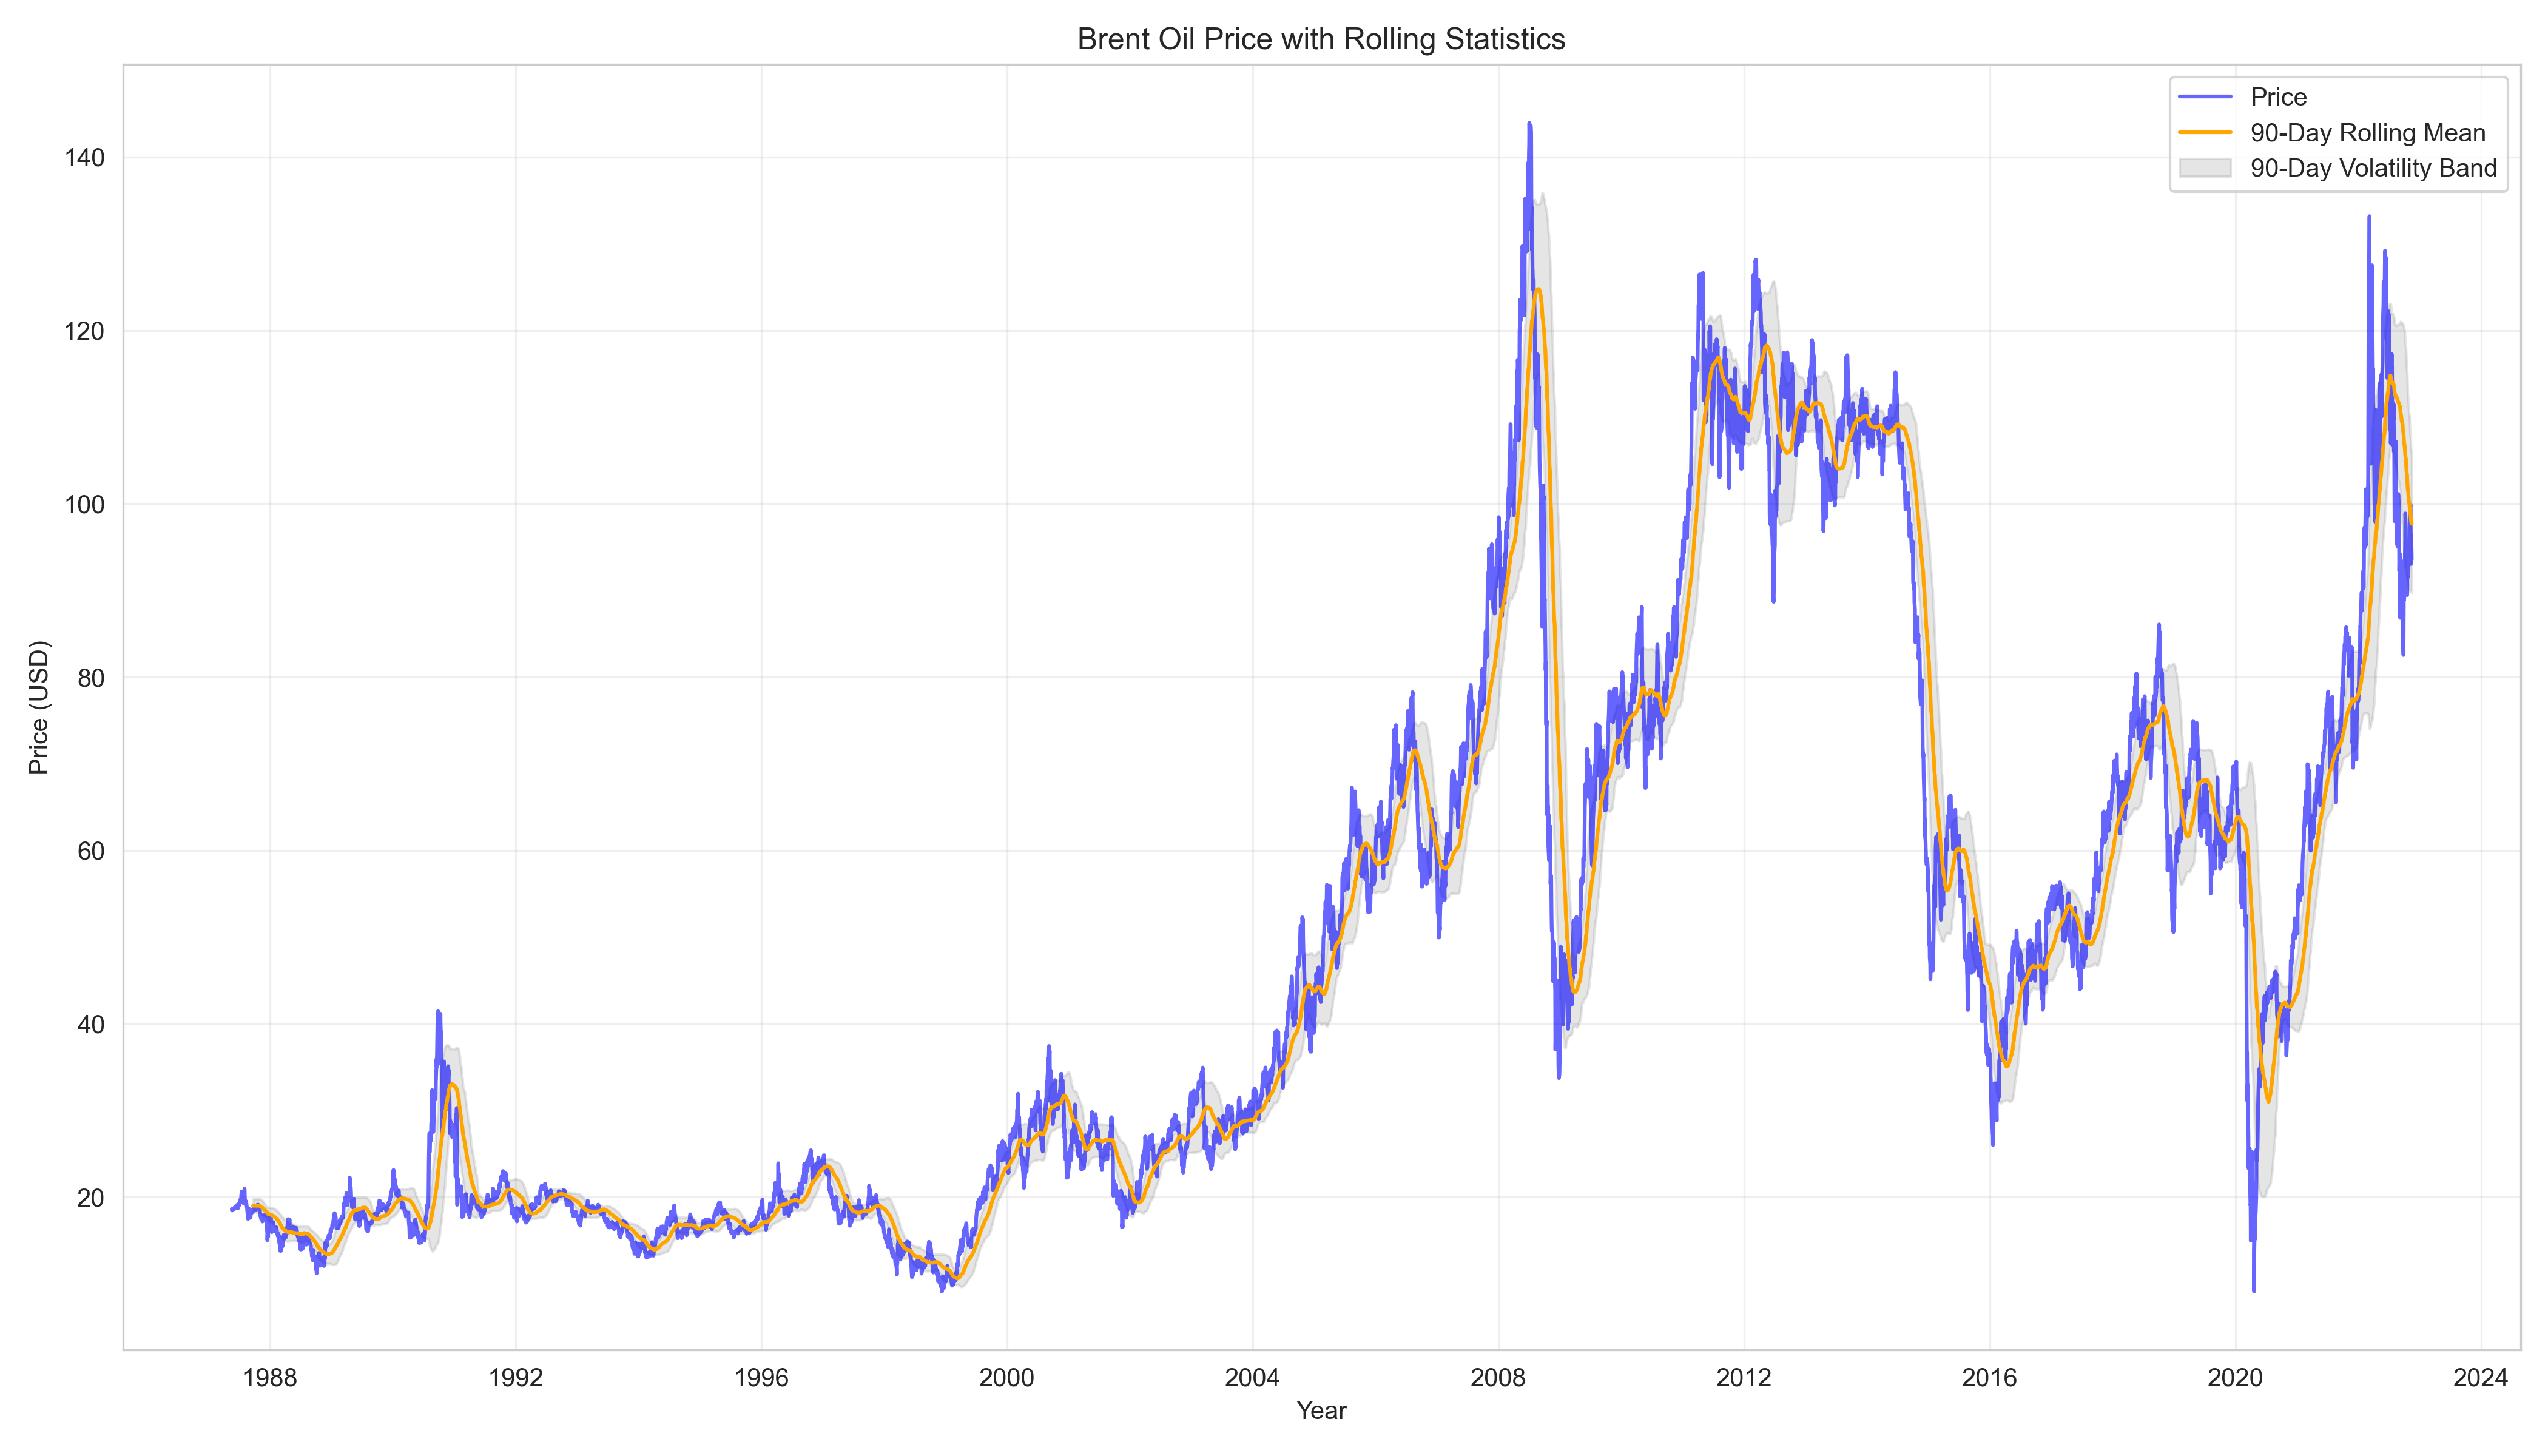 Brent Oil Price with Rolling Statistics
Price
90-Day Rolling Mean
90-Day Volatility Band
140
120
100
80
60
40
20
Price (USD)
1988 1992 1996 2000 2004 2008 2012 2016 2020 2024
Year